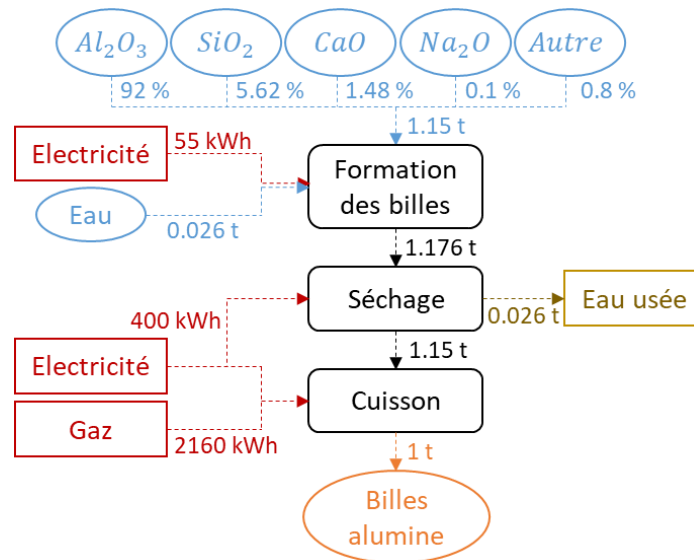 Al₂O₃ SiO₂ CaO Na₂O Autre
92 % 5.62 % 1.48 % 0.1 % 0.8 %
1.15 t
Electricité
55 kWh
Formation
des billes
Eau
0.026 t
1.176 t
Séchage
Eau usée
0.026 t
400 kWh
1.15 t
Electricité
Cuisson
Gaz
2160 kWh
1 t
Billes
alumine